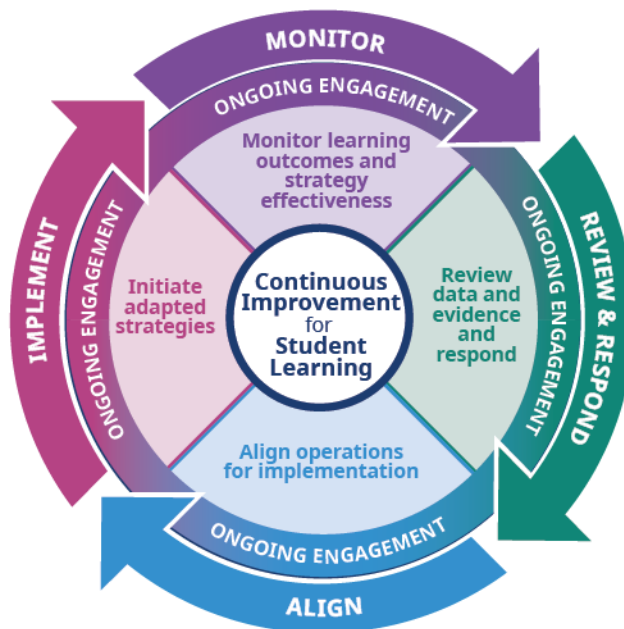 MONITOR
ONGOING ENGAGEMENT
Monitor learning
outcomes and
strategy
effectiveness
REVIEW & RESPOND
ONGOING ENGAGEMENT
Review
data and
evidence
and
respond
ALIGN
ONGOING ENGAGEMENT
Align operations
for implementation
IMPLEMENT
ONGOING ENGAGEMENT
Initiate
adapted
strategies
Continuous
Improvement
for
Student
Learning